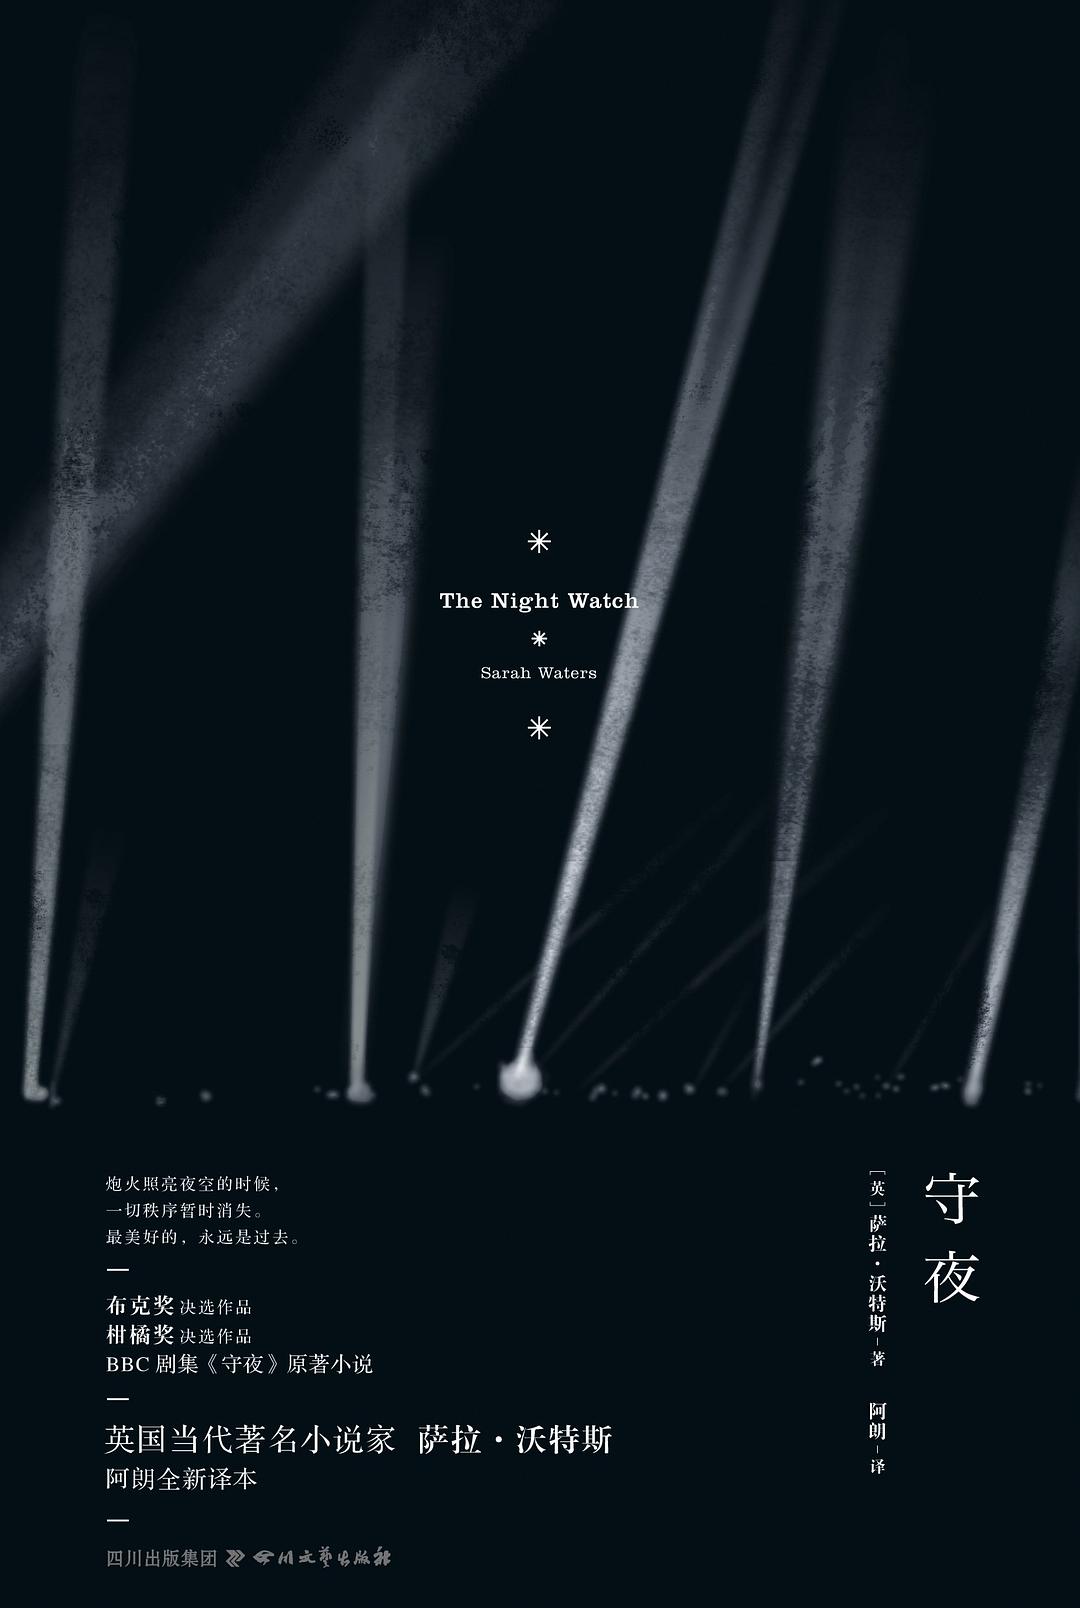 The Night Watch
Sarah Waters
守夜
［英］萨拉·沃特斯–著 阿朗–译
炮火照亮夜空的时候，
一切秩序暂时消失。
最美好的，永远是过去。
布克奖 决选作品
柑橘奖 决选作品
BBC 剧集《守夜》原著小说
英国当代著名小说家 萨拉·沃特斯
阿朗全新译本
四川出版集团 四川文艺出版社